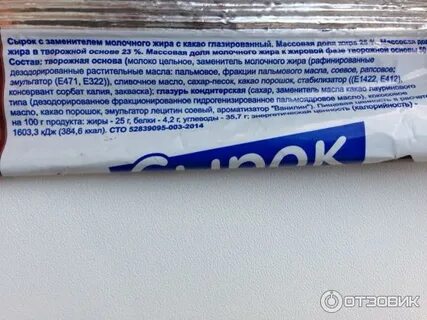 Сырок с заменителем молочного жира с какао глазированный. Массовая доля жира 25 %. Массовая доля
жира в творожной основе 23 %. Массовая доля молочного жира в жировой фазе творожной основы
Состав: творожная основа (молоко цельное, заменитель молочного жира (рафинированные
дезодорированные растительные масла: пальмовое, фракции пальмового масла, соевое, рапсовое),
эмульгатор (Е471, Е322)), сливочное масло, сахар-песок, какао порошок, стабилизатор ((Е1422, Е412),
консервант сорбат калия, закваска); глазурь кондитерская (сахар, заменитель масла какао лауринового
типа (дезодорированное фракционированное гидрогенизированное пальмоядровое масло), кокосовое
масло, какао порошок, эмульгатор лецитин соевый, ароматизатор "Ванилин"). Пищевая ценность
на 100 г продукта: жиры - 25 г, белки - 4,2 г, углеводы - 35,7 г; энергетическая ценность (калорийность) -
1603,3 кДж (384,6 ккал). СТО 52839095-003-2014
Сырок
ОТЗОВИК